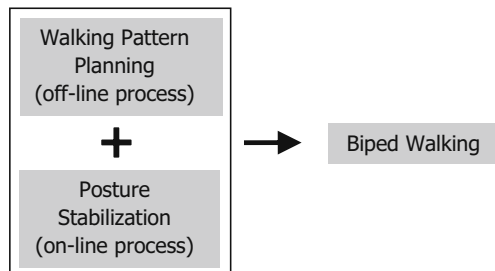 Walking Pattern
Planning
(off-line process)
+
Posture
Stabilization
(on-line process)
Biped Walking